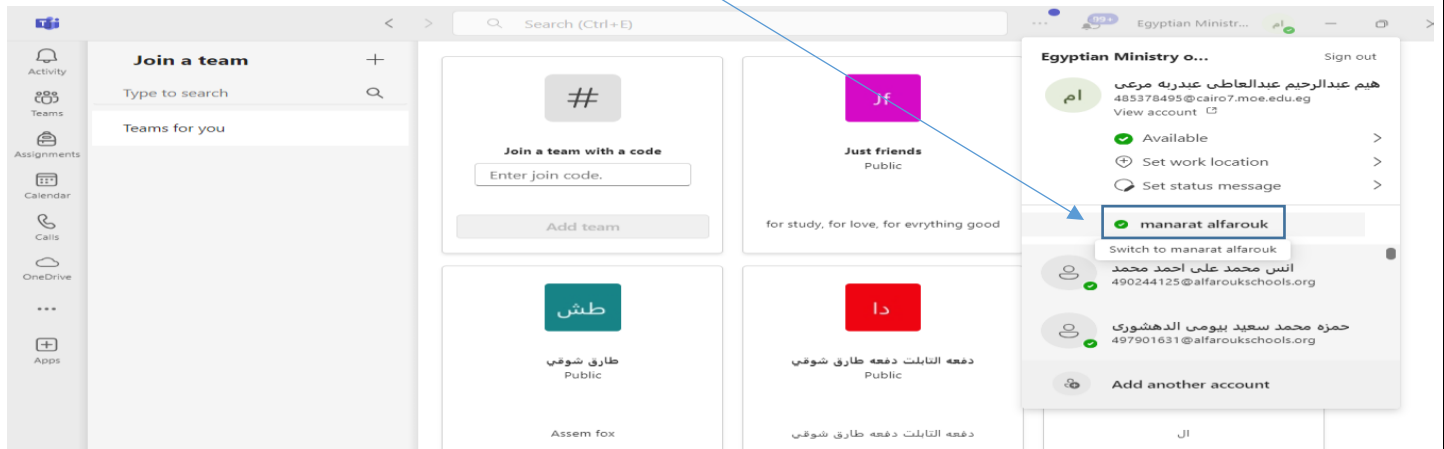 Search (Ctrl+E)
99+
Egyptian Ministr...
ام
Activity
Teams
Assignments
Calendar
Calls
OneDrive
Apps
Join a team
Type to search
Teams for you
#
Join a team with a code
Enter join code.
Add team
Jf
Just friends
Public
for study, for love, for evrything good
طش
طارق شوقي
Public
Assem fox
دا
دفعه التابلت دفعه طارق شوقي
Public
دفعه التابلت دفعه طارق شوقي
ال
Egyptian Ministry o...
Sign out
ام
هيم عبدالرحيم عبدالعاطى عبدربه مرعى
485378495@cairo7.moe.edu.eg
View account
Available
Set work location
Set status message
manarat alfarouk
Switch to manarat alfarouk
انس محمد على احمد محمد
490244125@alfaroukschools.org
حمزه محمد سعيد بيومى الدهشورى
497901631@alfaroukschools.org
Add another account